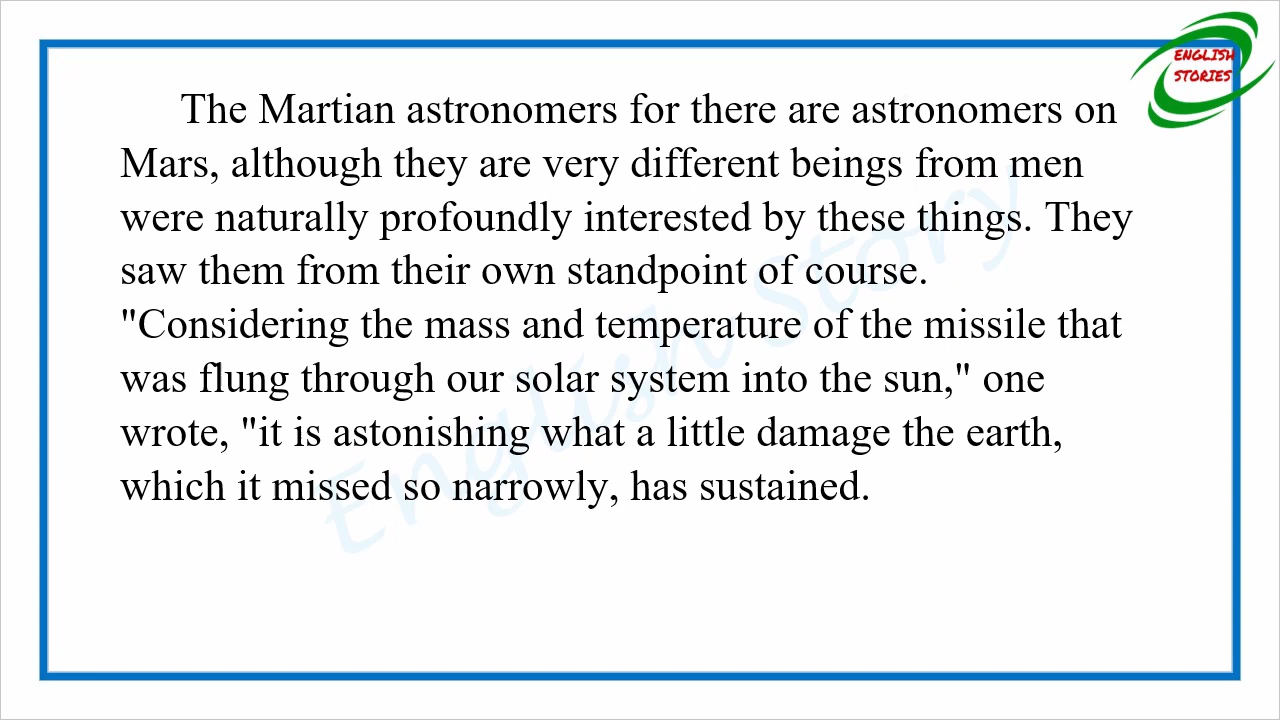 ENGLISH
STORIES
The Martian astronomers for there are astronomers on
Mars, although they are very different beings from men
were naturally profoundly interested by these things. They
saw them from their own standpoint of course.
"Considering the mass and temperature of the missile that
was flung through our solar system into the sun," one
wrote, "it is astonishing what a little damage the earth,
which it missed so narrowly, has sustained.
English Story